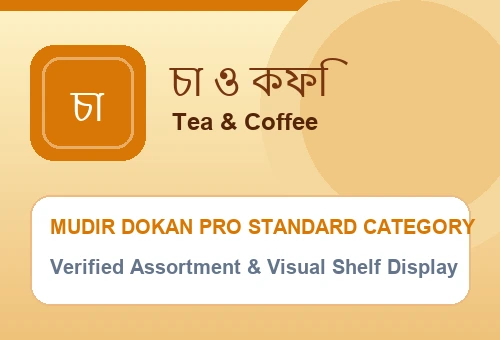 চা
চা ও কফি
Tea & Coffee
MUDIR DOKAN PRO STANDARD CATEGORY
Verified Assortment & Visual Shelf Display